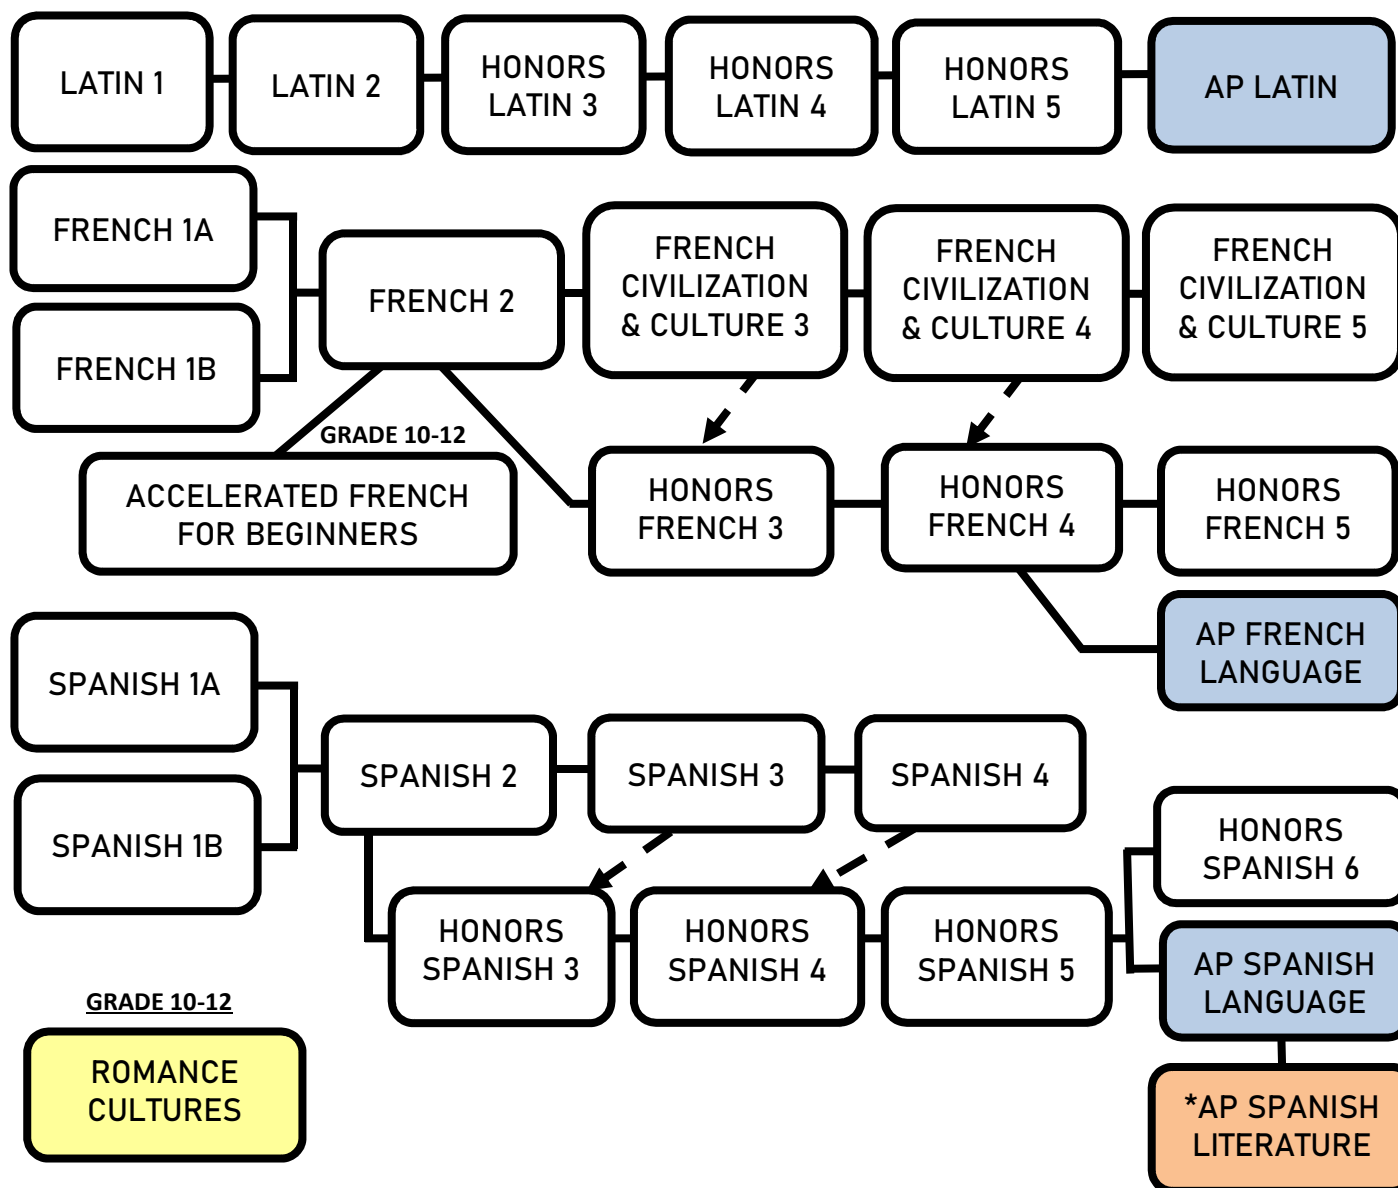 LATIN 1
LATIN 2
HONORS
LATIN 3
HONORS
LATIN 4
HONORS
LATIN 5
AP LATIN
FRENCH 1A
FRENCH 1B
FRENCH 2
FRENCH
CIVILIZATION
& CULTURE 3
FRENCH
CIVILIZATION
& CULTURE 4
FRENCH
CIVILIZATION
& CULTURE 5
GRADE 10-12
ACCELERATED FRENCH
FOR BEGINNERS
HONORS
FRENCH 3
HONORS
FRENCH 4
HONORS
FRENCH 5
AP FRENCH
LANGUAGE
SPANISH 1A
SPANISH 1B
SPANISH 2
SPANISH 3
SPANISH 4
HONORS
SPANISH 3
HONORS
SPANISH 4
HONORS
SPANISH 5
HONORS
SPANISH 6
AP SPANISH
LANGUAGE
*AP SPANISH
LITERATURE
GRADE 10-12
ROMANCE
CULTURES